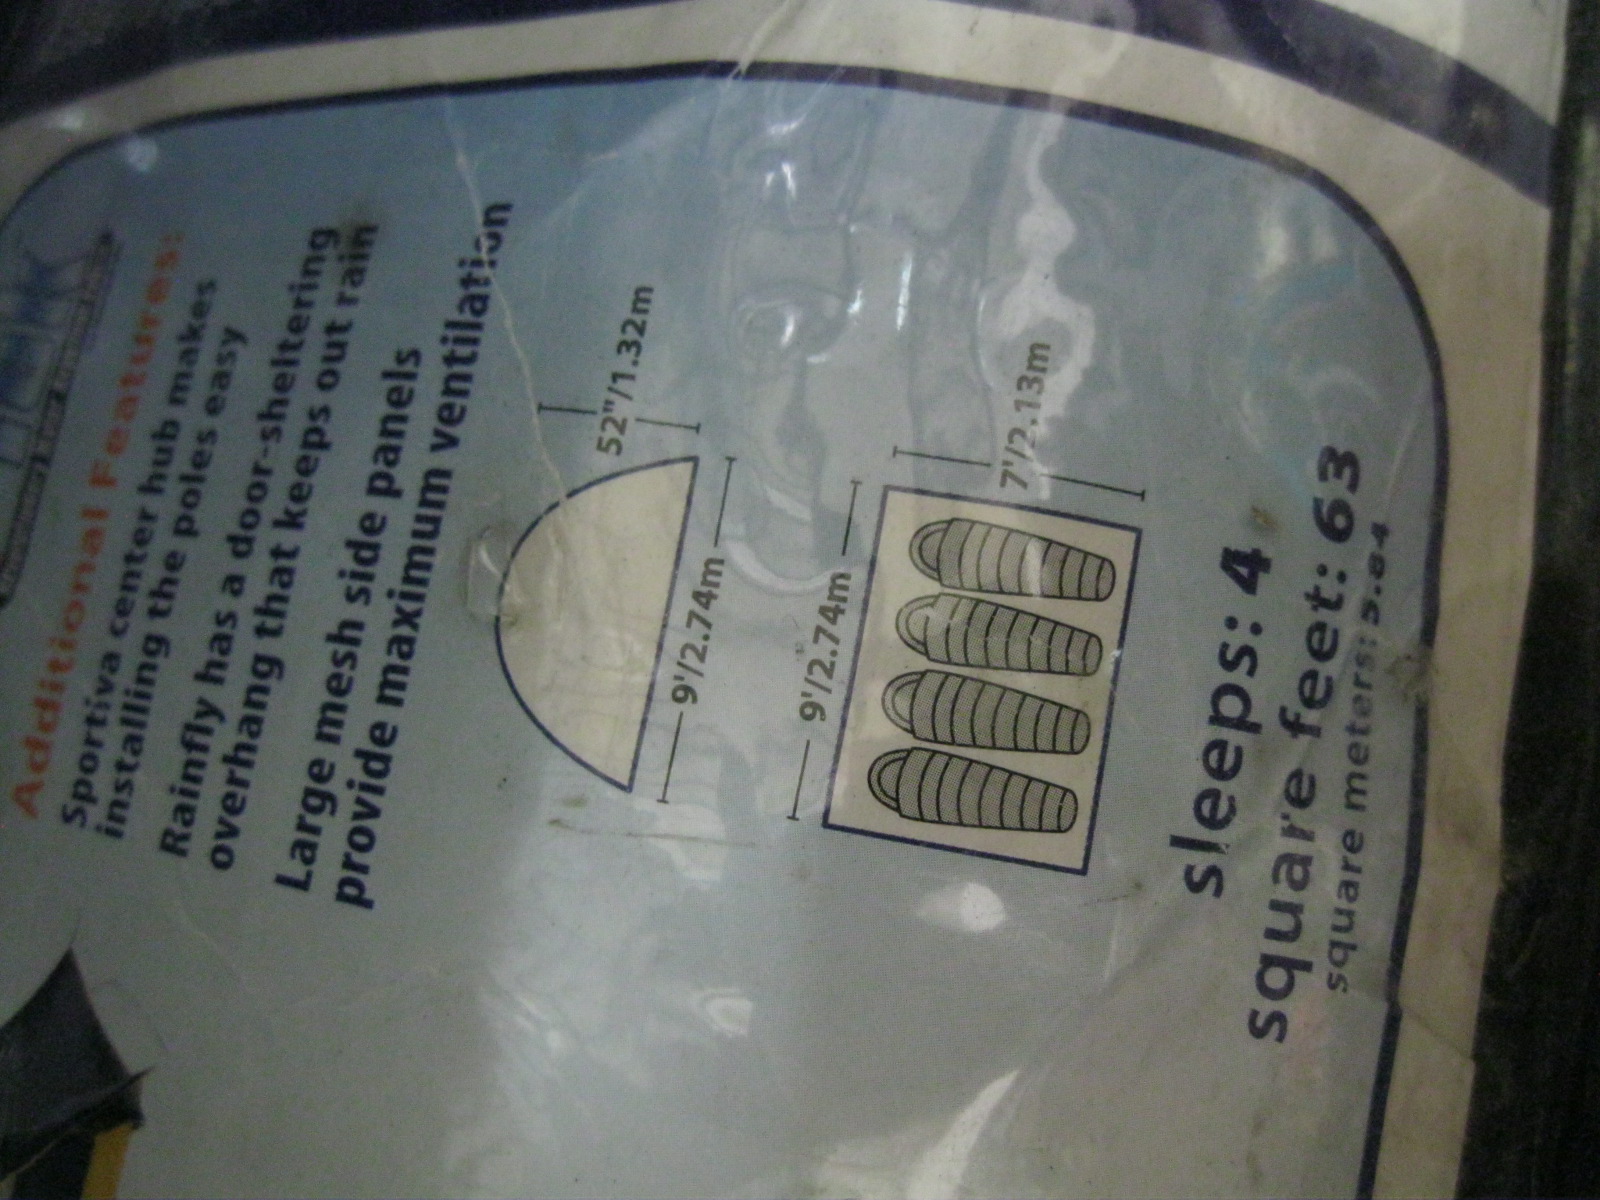 Additional Features:
Sportiva center hub makes
installing the poles easy
Rainfly has a door-sheltering
overhang that keeps out rain
Large mesh side panels
provide maximum ventilation
52"/1.32m
9'/2.74m
9'/2.74m
7'/2.13m
sleeps: 4
square feet: 63
square meters: 5.84